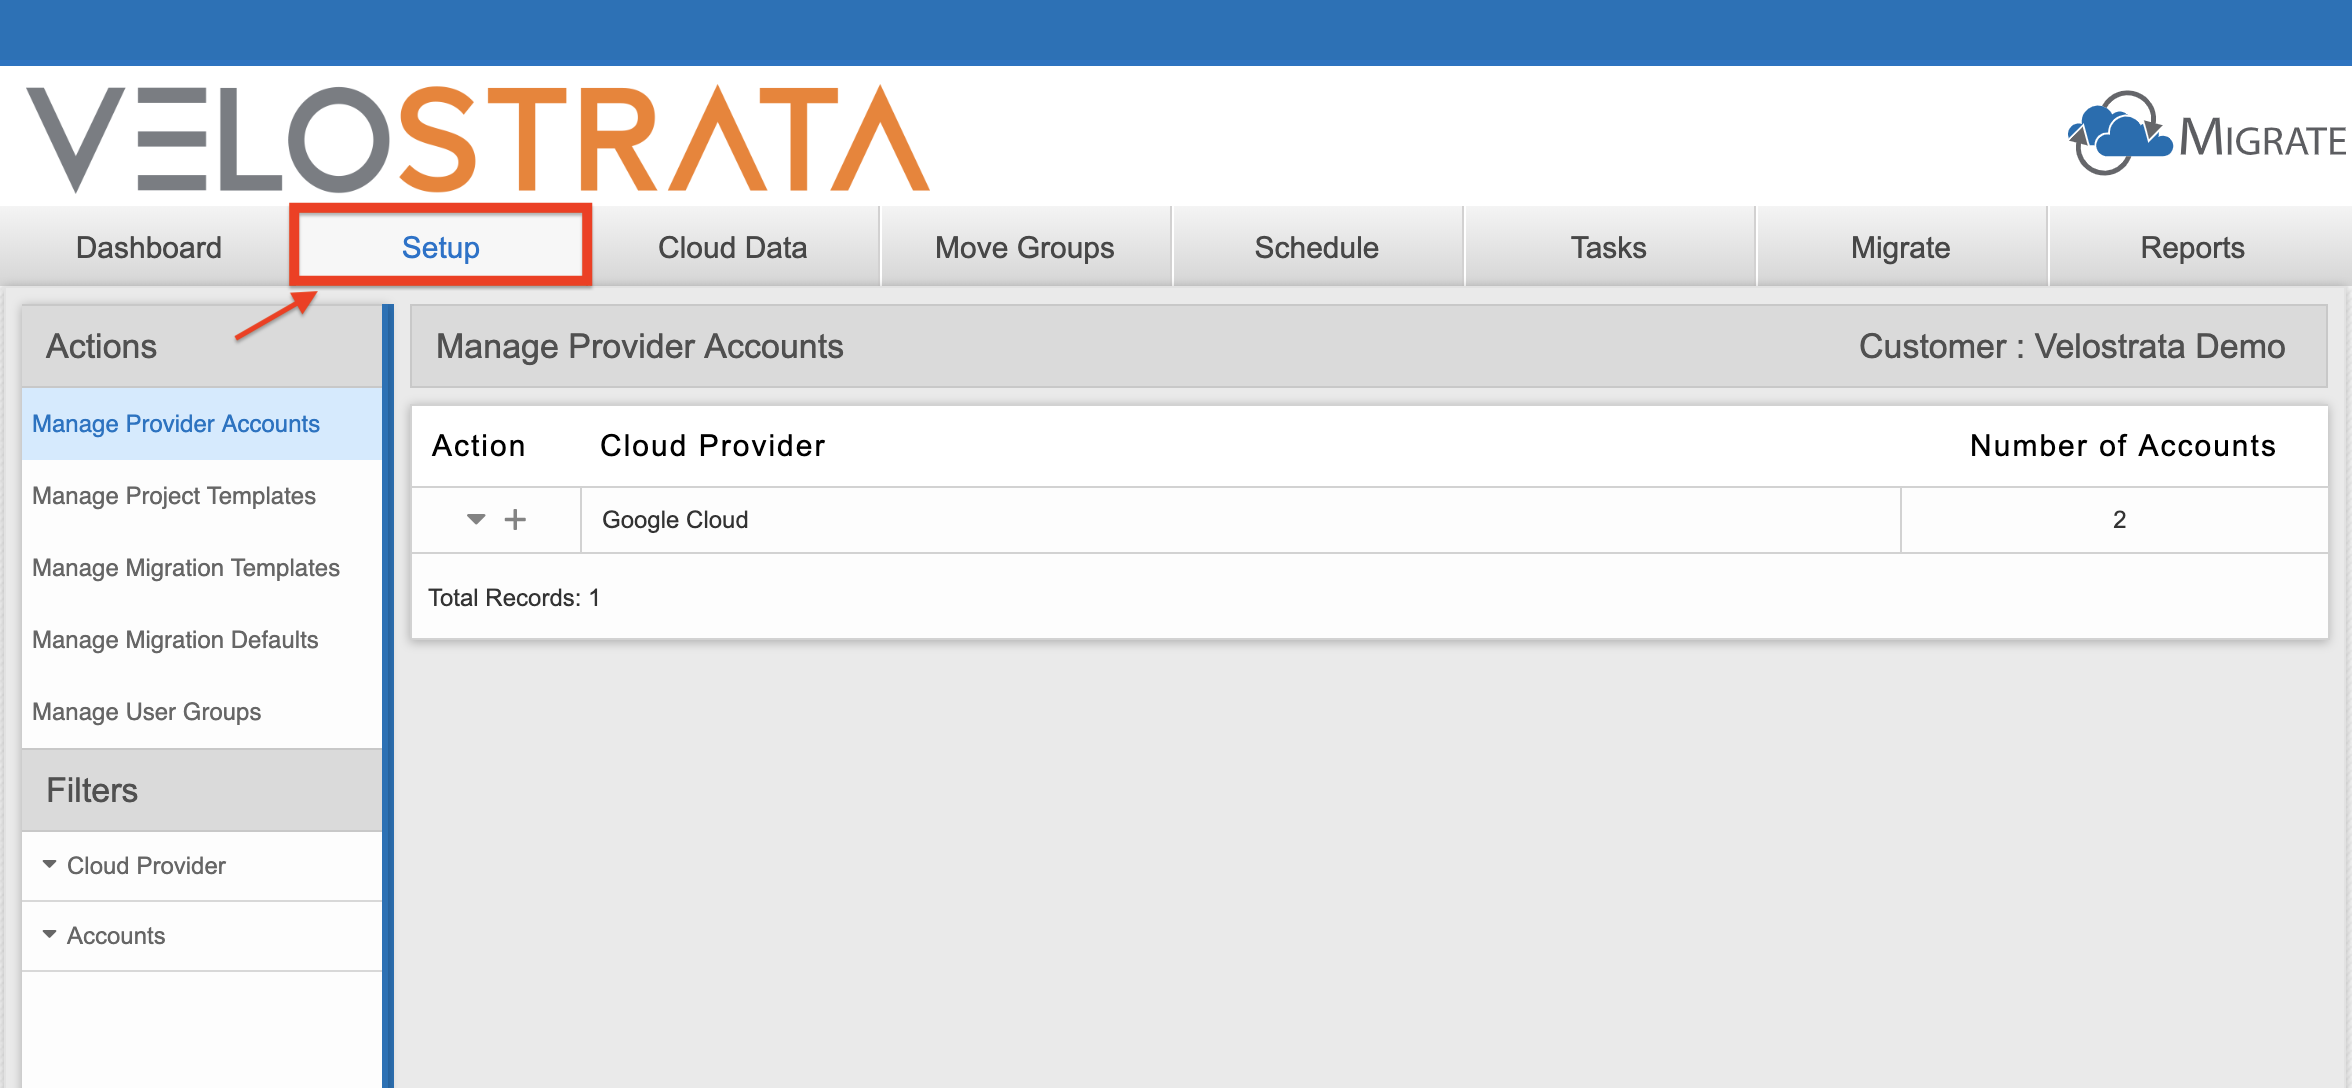 VELOSTRATA
MIGRATE
Dashboard Setup Cloud Data Move Groups Schedule Tasks Migrate Reports
Actions
Manage Provider Accounts
Manage Project Templates
Manage Migration Templates
Manage Migration Defaults
Manage User Groups
Filters
Cloud Provider
Accounts
Manage Provider Accounts Customer : Velostrata Demo
Action Cloud Provider Number of Accounts
Google Cloud 2
Total Records: 1